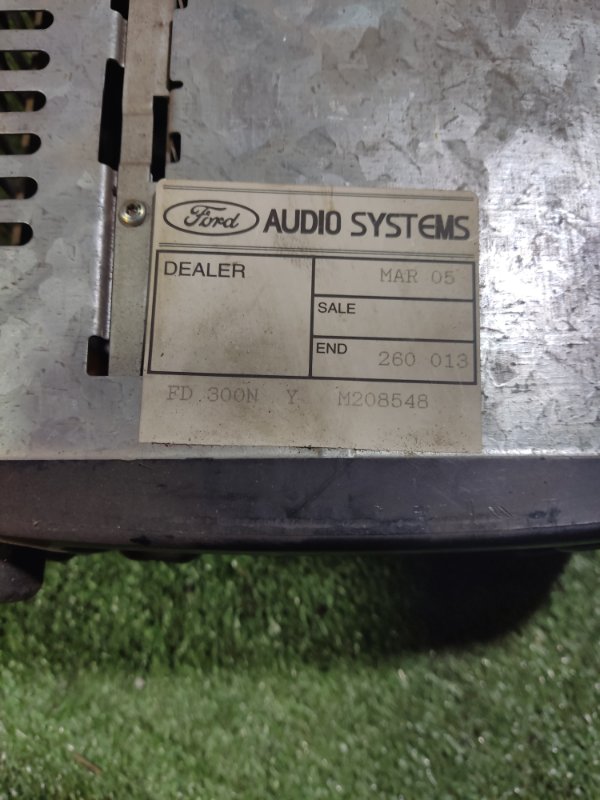 Ford AUDIO SYSTEMS
DEALER
MAR 05
SALE
END 260 013
FD 300N Y M208548